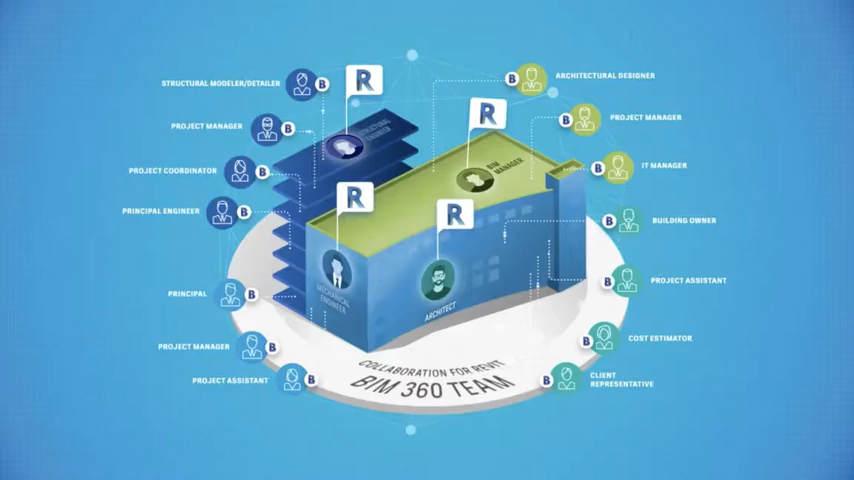 STRUCTURAL MODELER/DETAILER
B
R
B
ARCHITECTURAL DESIGNER
PROJECT MANAGER
B
STRUCTURAL
ENGINEER
R
B
PROJECT MANAGER
PROJECT COORDINATOR
B
BIM
MANAGER
B
IT MANAGER
PRINCIPAL ENGINEER
B
R
R
B
BUILDING OWNER
PRINCIPAL
B
MECHANICAL
ENGINEER
ARCHITECT
B
PROJECT ASSISTANT
PROJECT MANAGER
B
B
COST ESTIMATOR
PROJECT ASSISTANT
B
COLLABORATION FOR REVIT
BIM 360 TEAM
B
CLIENT
REPRESENTATIVE